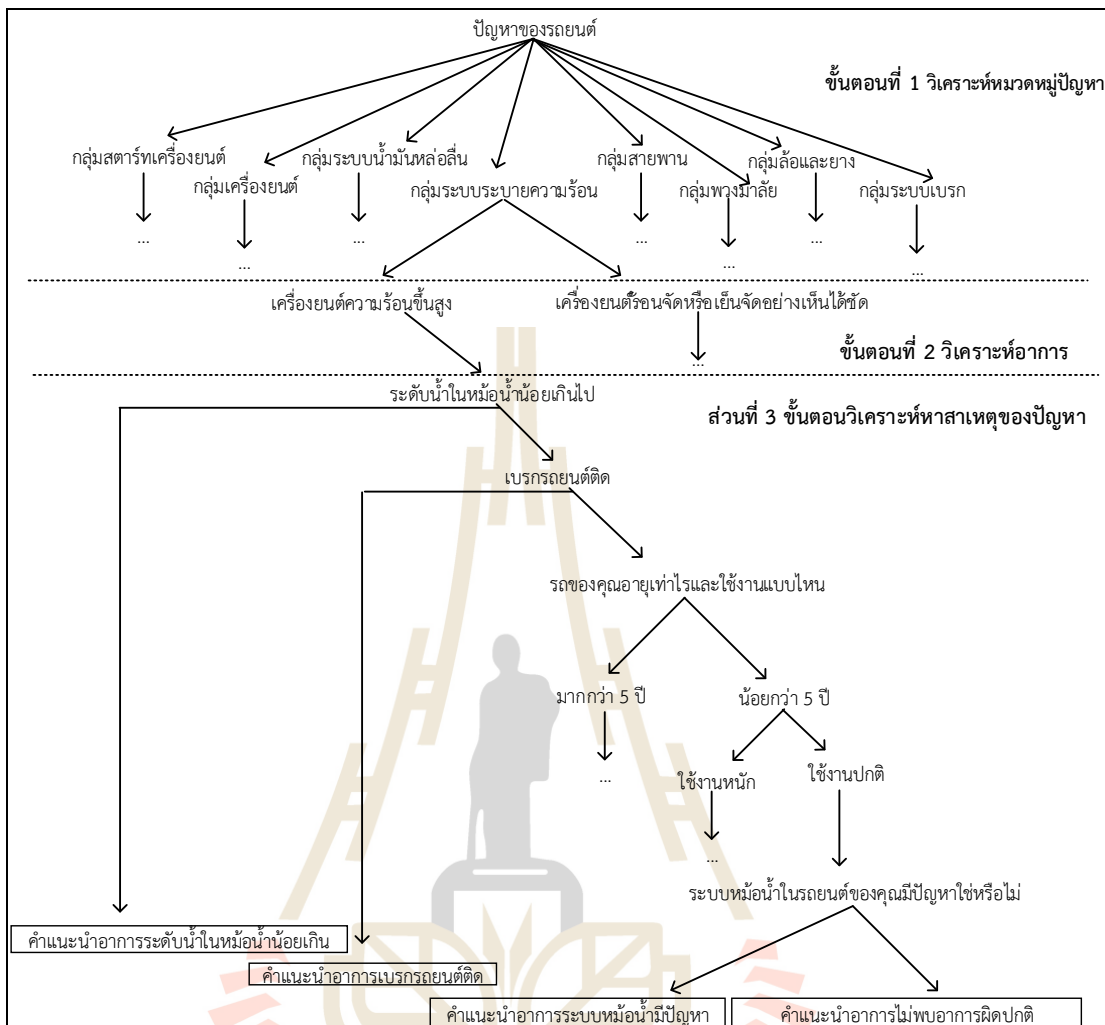 ปัญหาของรถยนต์
ขั้นตอนที่ 1 วิเคราะห์หมวดหมู่ปัญหา
กลุ่มสตาร์ทเครื่องยนต์
กลุ่มเครื่องยนต์
กลุ่มระบบน้ำมันหล่อลื่น
กลุ่มระบบระบายความร้อน
กลุ่มสายพาน
กลุ่มพวงมาลัย
กลุ่มล้อและยาง
กลุ่มระบบเบรก
...
...
...
...
...
...
...
เครื่องยนต์ความร้อนขึ้นสูง
เครื่องยนต์ร้อนจัดหรือเย็นจัดอย่างเห็นได้ชัด
ขั้นตอนที่ 2 วิเคราะห์อาการ
...
ระดับน้ำในหม้อน้ำน้อยเกินไป
ส่วนที่ 3 ขั้นตอนวิเคราะห์หาสาเหตุของปัญหา
เบรกรถยนต์ติด
รถของคุณอายุเท่าไรและใช้งานแบบไหน
มากกว่า 5 ปี
น้อยกว่า 5 ปี
...
ใช้งานหนัก
ใช้งานปกติ
...
ระบบหม้อน้ำในรถยนต์ของคุณมีปัญหาใช่หรือไม่
คำแนะนำอาการระดับน้ำในหม้อน้ำน้อยเกิน
คำแนะนำอาการเบรกรถยนต์ติด
คำแนะนำอาการระบบหม้อน้ำมีปัญหา
คำแนะนำอาการไม่พบอาการผิดปกติ